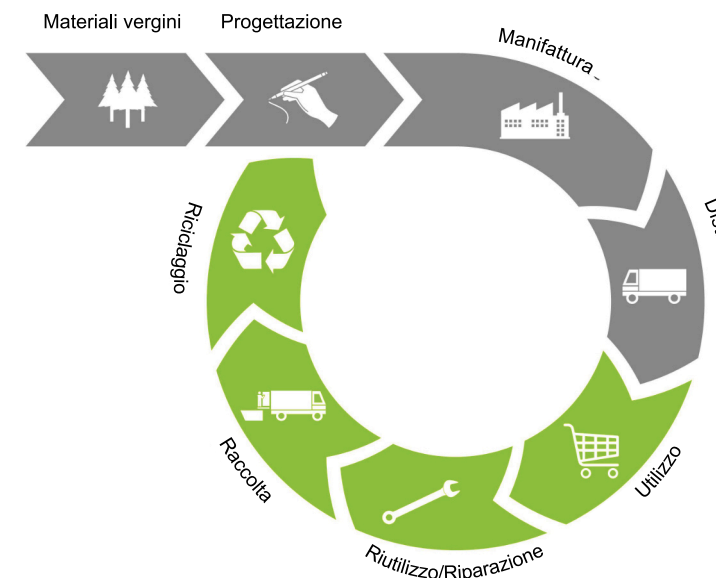 Materiali vergini
Progettazione
Manifattura
Utilizzo
Riutilizzo/Riparazione
Raccolta
Riciclaggio